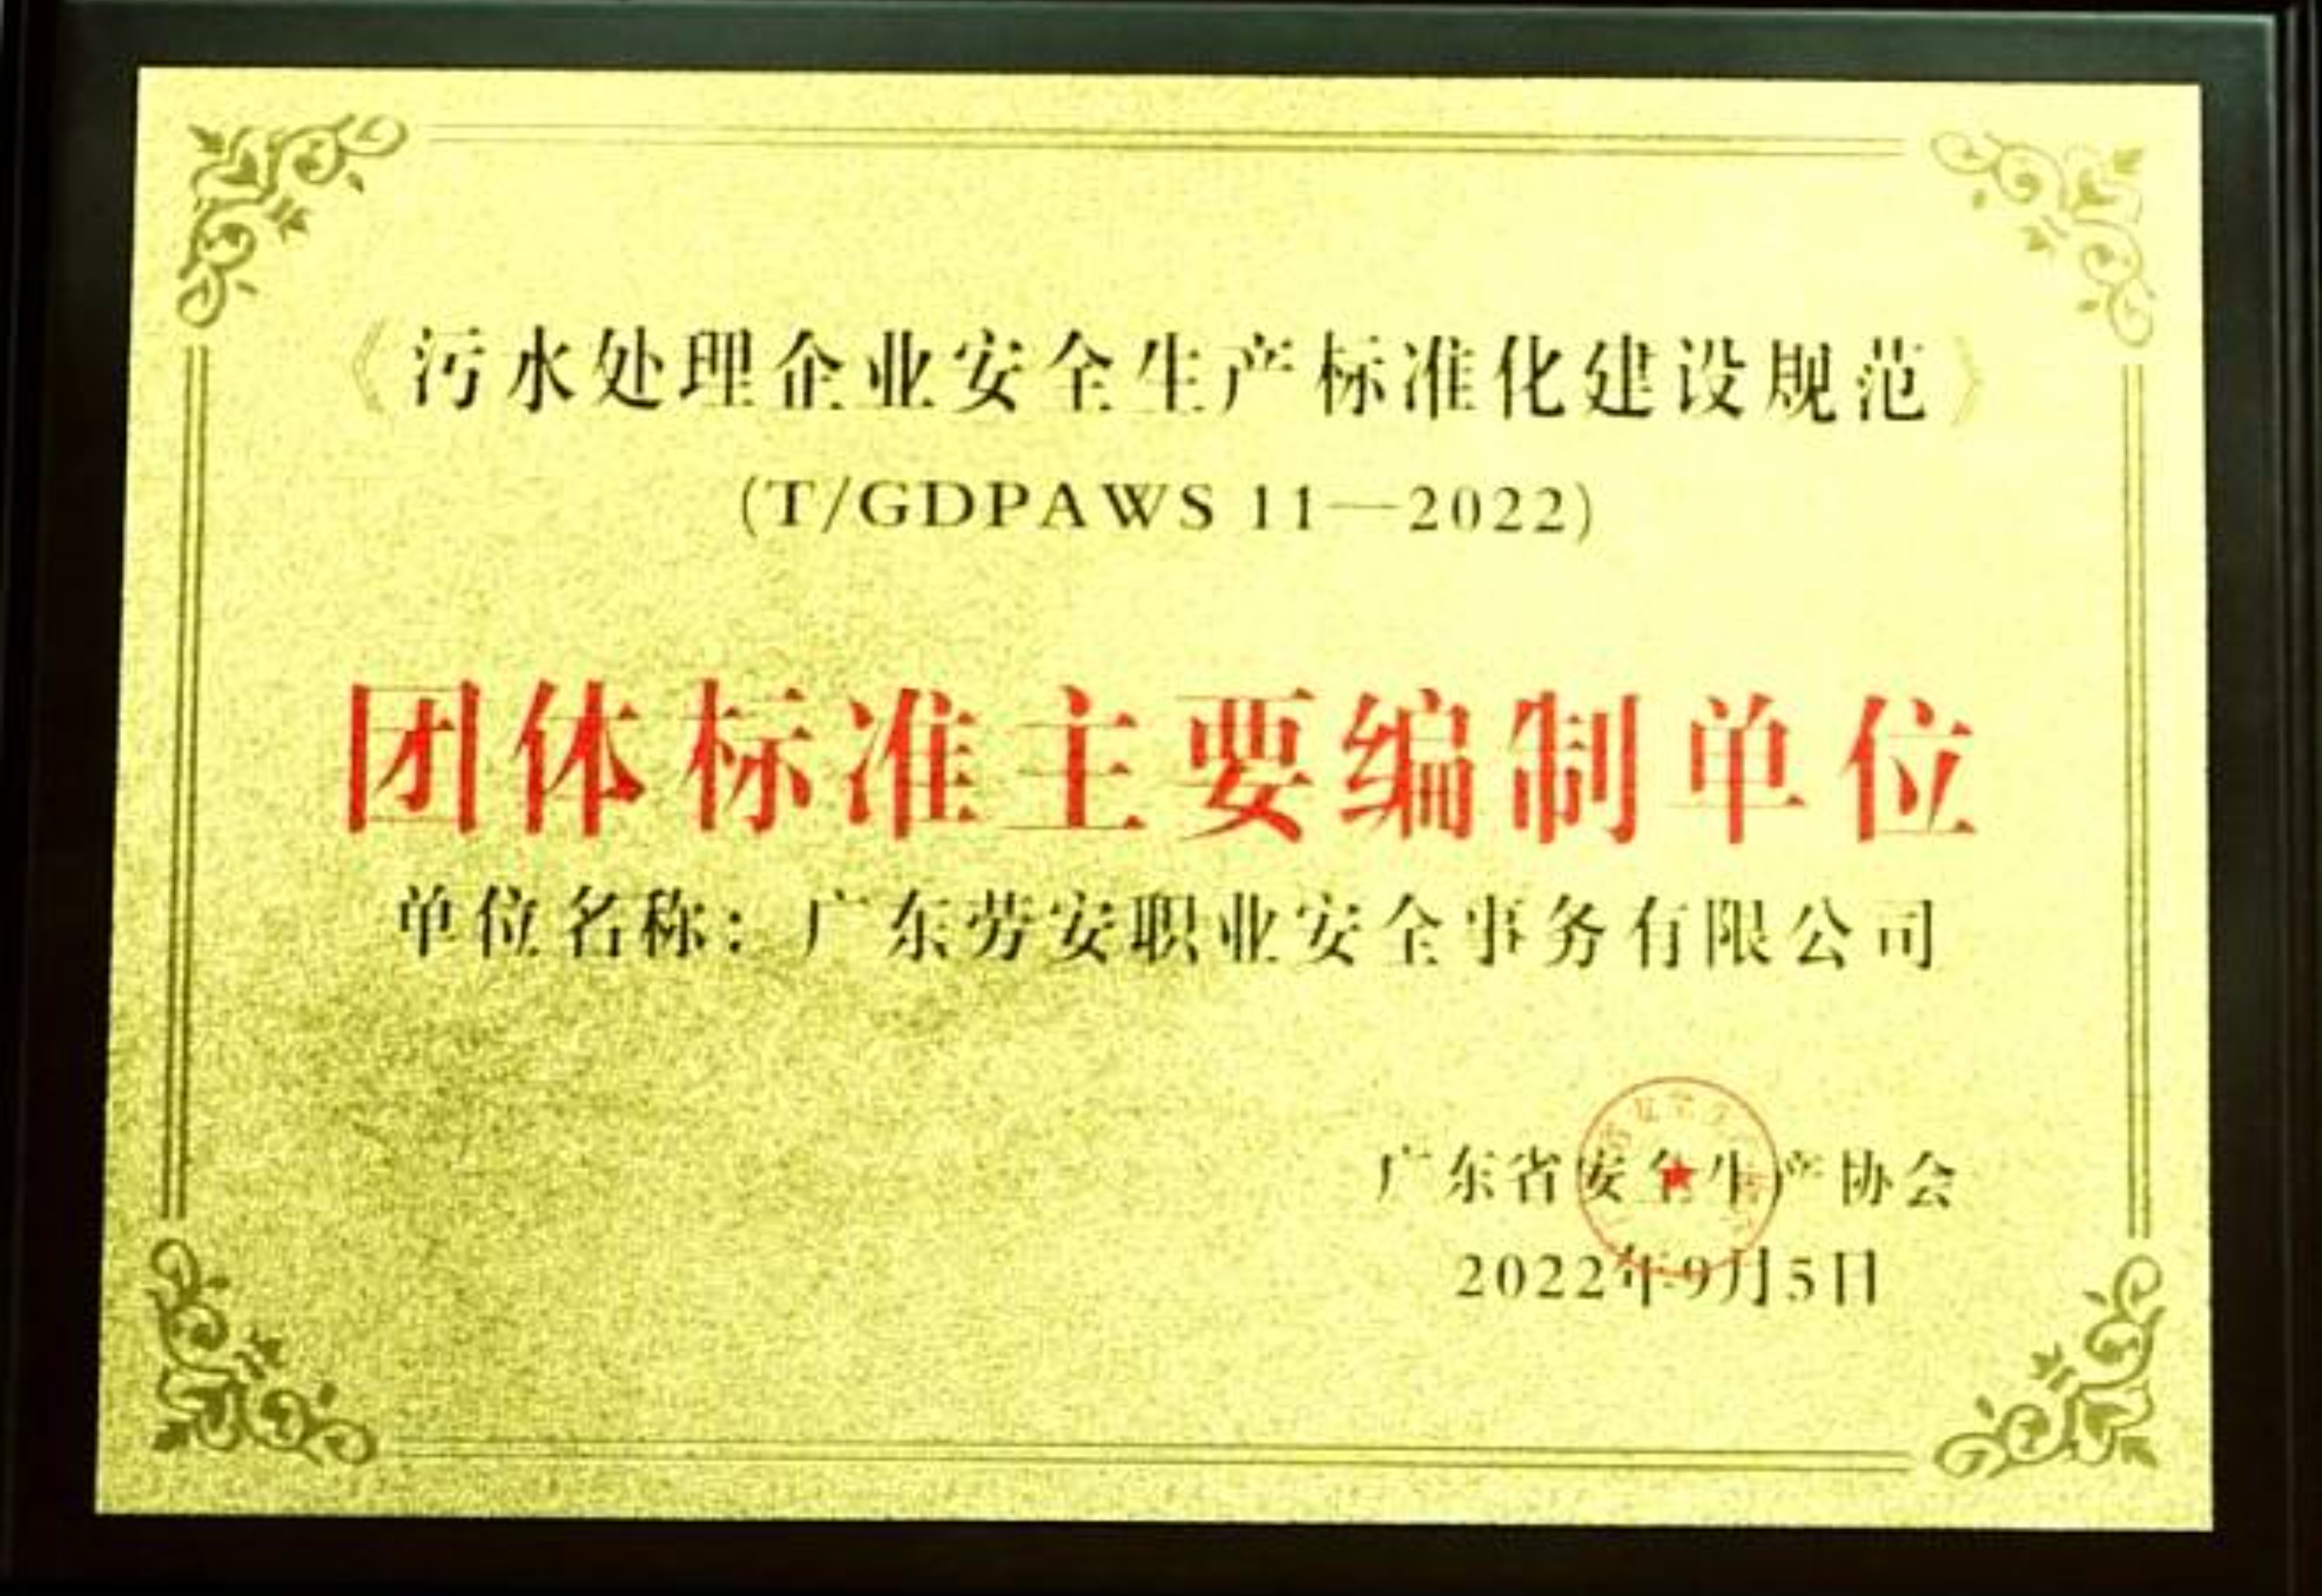 《污水处理企业安全生产标准化建设规范》
(T/GDPAWS 11—2022)
团体标准主要编制单位
单位名称：广东劳安职业安全事务有限公司
广东省安全生产协会
2022年9月5日